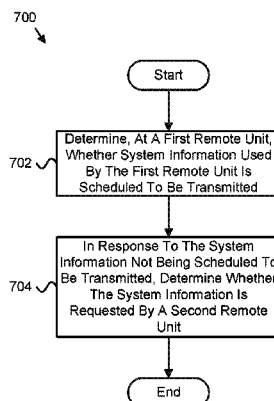 700
Start
702
Determine, At A First Remote Unit,
Whether System Information Used
By The First Remote Unit Is
Scheduled To Be Transmitted
704
In Response To The System
Information Not Being Scheduled To
Be Transmitted, Determine Whether
The System Information Is
Requested By A Second Remote
Unit
End